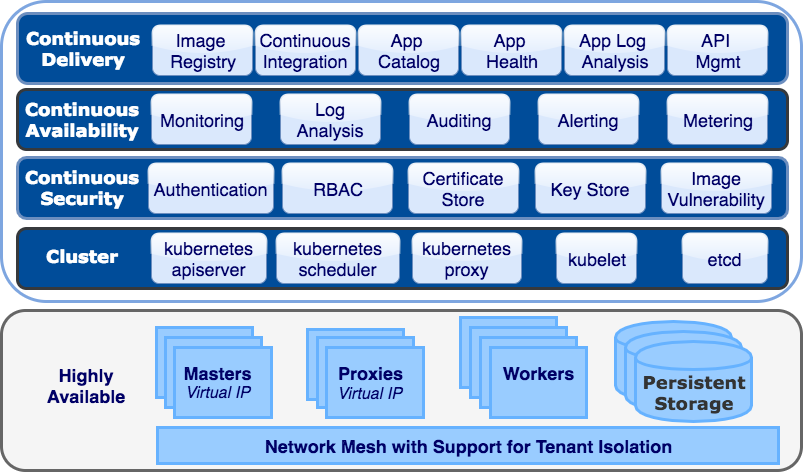 Continuous
Delivery
Image
Registry
Continuous
Integration
App
Catalog
App
Health
App Log
Analysis
API
Mgmt
Continuous
Availability
Monitoring
Log
Analysis
Auditing
Alerting
Metering
Continuous
Security
Authentication
RBAC
Certificate
Store
Key Store
Image
Vulnerability
Cluster
kubernetes
apiserver
kubernetes
scheduler
kubernetes
proxy
kubelet
etcd
Highly
Available
Masters
Virtual IP
Proxies
Virtual IP
Workers
Persistent
Storage
Network Mesh with Support for Tenant Isolation